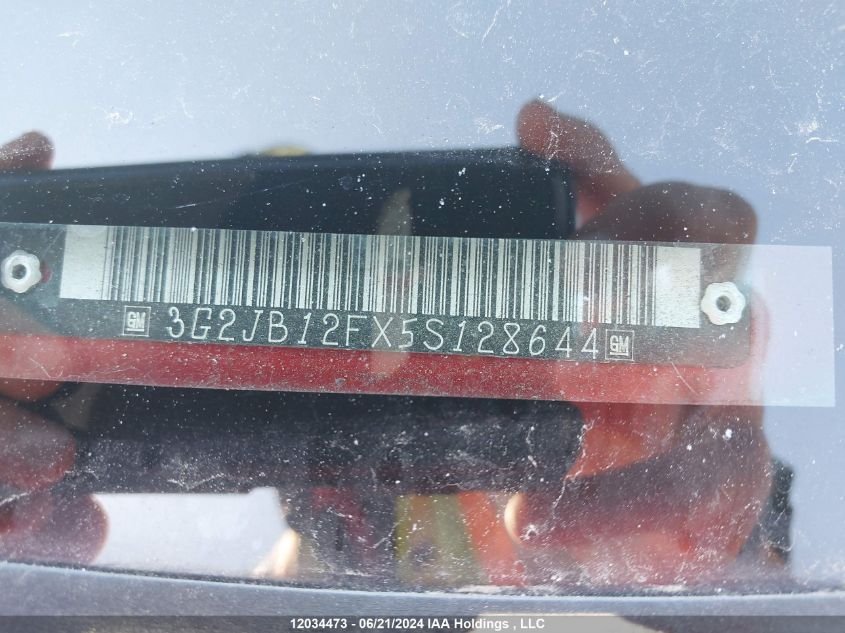 GM 3G2JB12FX5S128644 GM
12034473 - 06/21/2024 IAA Holdings , LLC